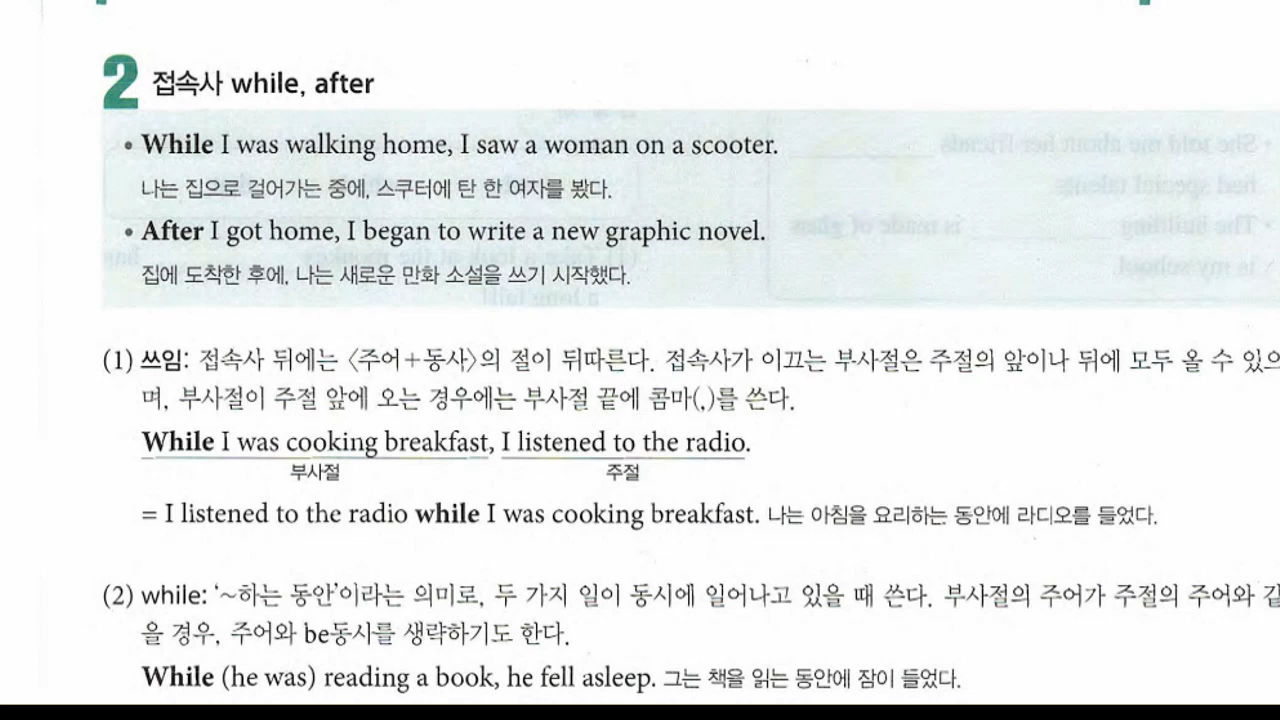 2 접속사 while, after
• While I was walking home, I saw a woman on a scooter.
나는 집으로 걸어가는 중에, 스쿠터에 탄 한 여자를 봤다.
• After I got home, I began to write a new graphic novel.
집에 도착한 후에, 나는 새로운 만화 소설을 쓰기 시작했다.
(1) 쓰임: 접속사 뒤에는 〈주어+동사〉의 절이 뒤따른다. 접속사가 이끄는 부사절은 주절의 앞이나 뒤에 모두 올 수 있으
며, 부사절이 주절 앞에 오는 경우에는 부사절 끝에 콤마(,)를 쓴다.
While I was cooking breakfast, I listened to the radio.
부사절 주절
= I listened to the radio while I was cooking breakfast. 나는 아침을 요리하는 동안에 라디오를 들었다.
(2) while: ‘~하는 동안’이라는 의미로, 두 가지 일이 동시에 일어나고 있을 때 쓴다. 부사절의 주어가 주절의 주어와 같
을 경우, 주어와 be동시를 생략하기도 한다.
While (he was) reading a book, he fell asleep. 그는 책을 읽는 동안에 잠이 들었다.